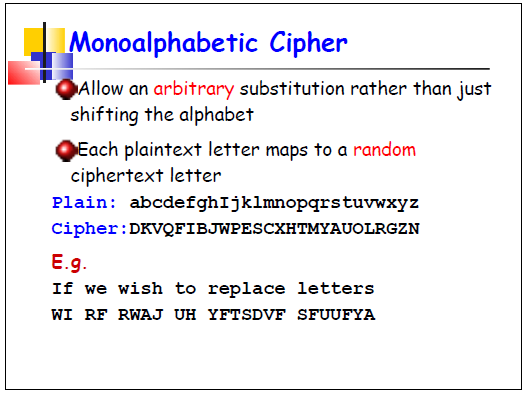 Monoalphabetic Cipher
Allow an arbitrary substitution rather than just
shifting the alphabet
Each plaintext letter maps to a random
ciphertext letter
Plain: abcdefghIjklmnopqrstuvwxyz
Cipher:DKVQFIBJWPESCXHTMYAUOLRGZN
E.g.
If we wish to replace letters
WI RF RWAJ UH YFTSDVF SFUUFYA